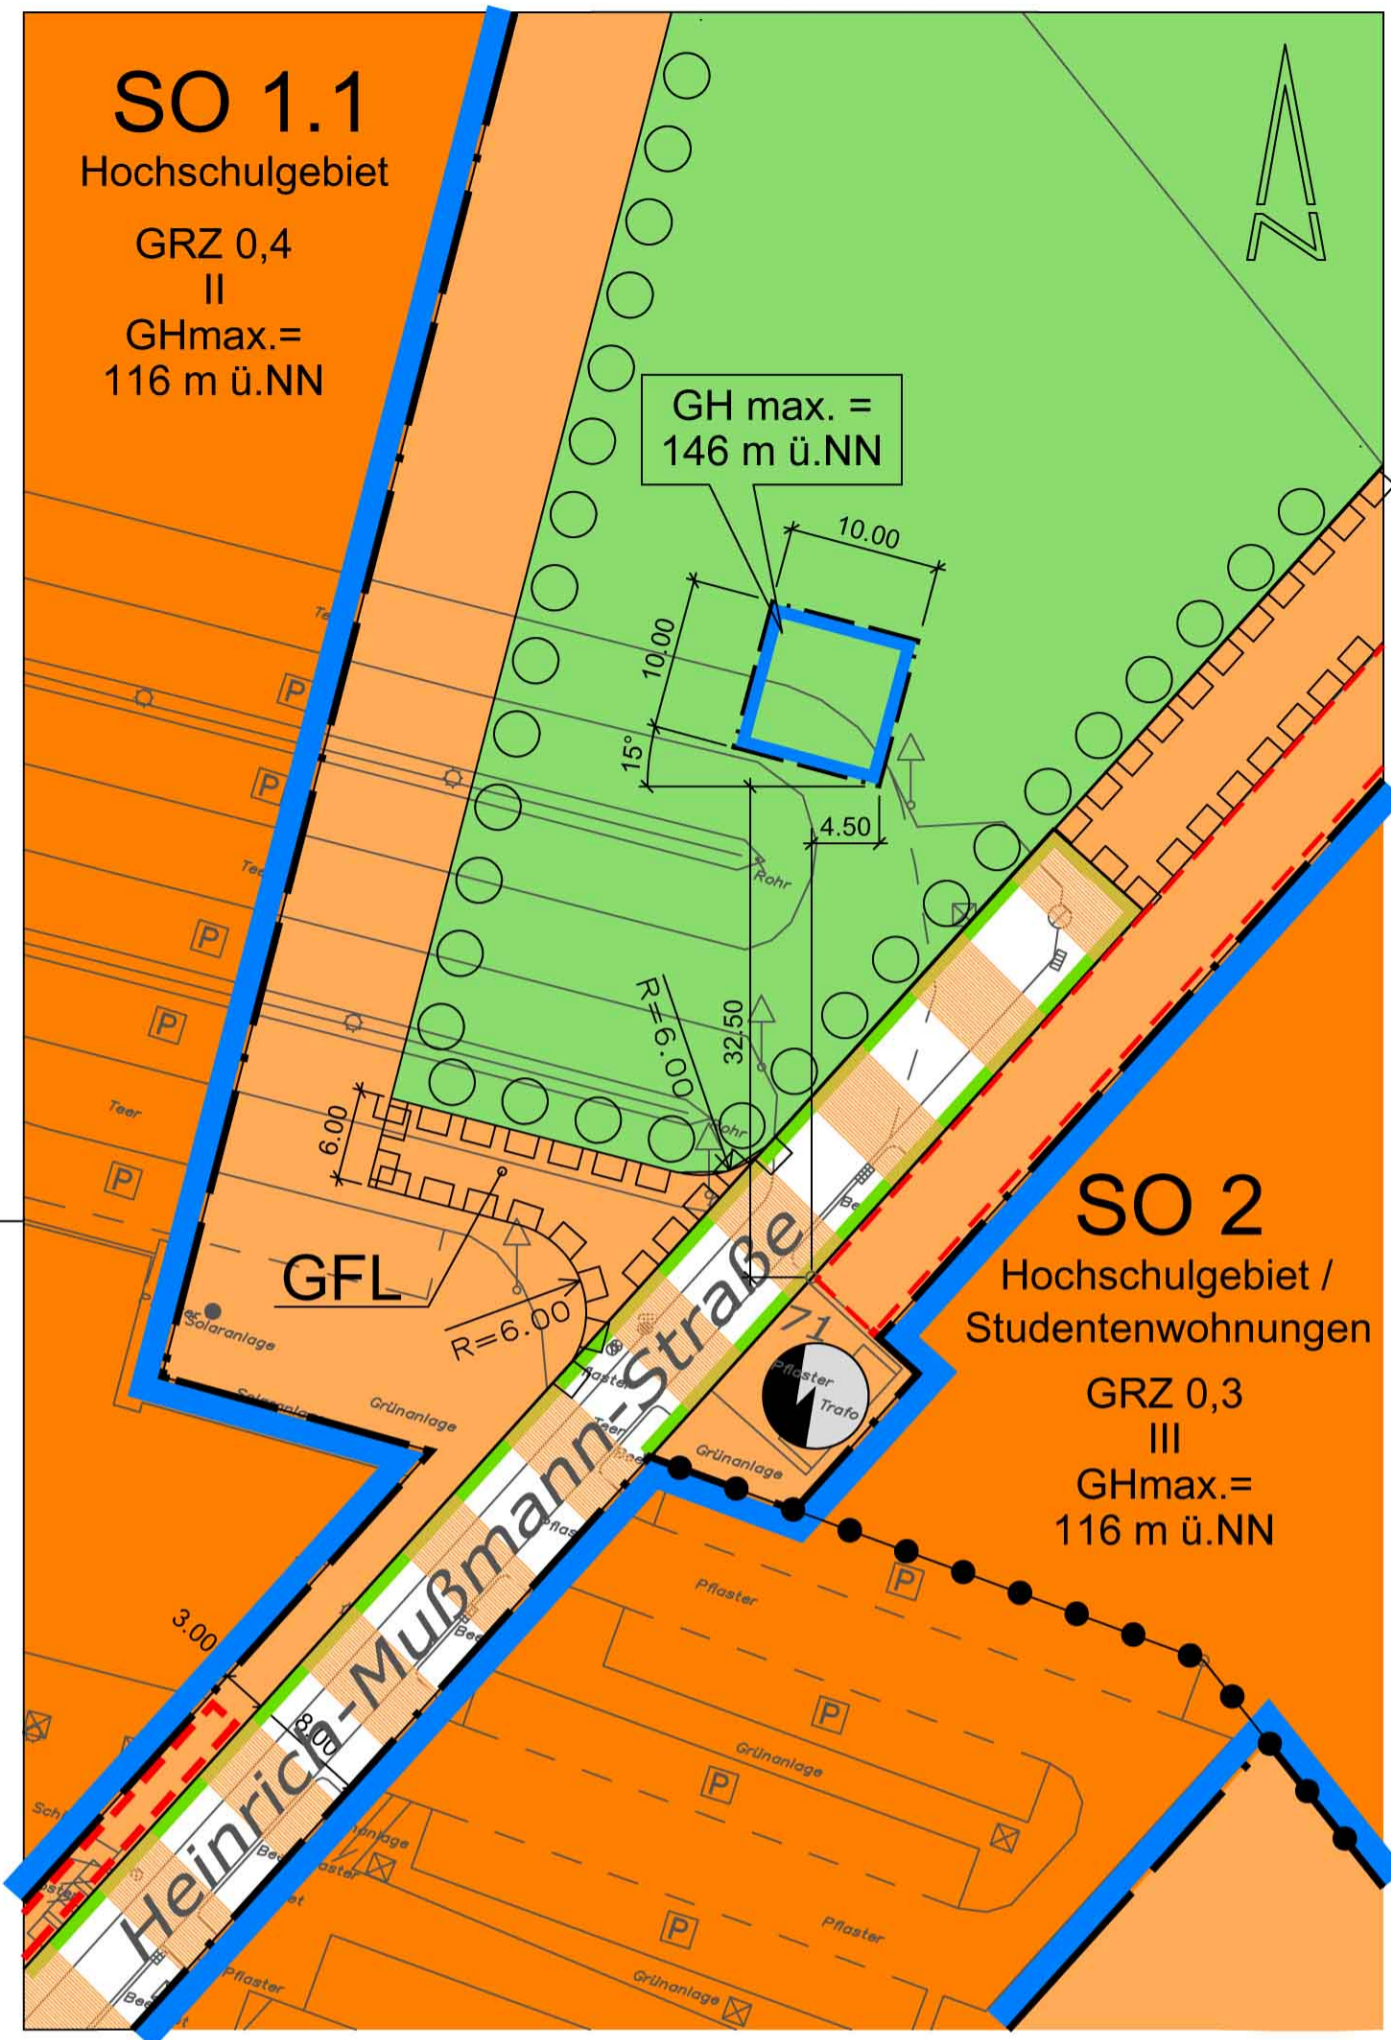 SO 1.1
Hochschulgebiet
GRZ 0,4
II
GHmax.=
116 m ü.NN
N
GH max. =
146 m ü.NN
10.00
10.00
15°
4.50
P
P
P
P
P
Teer
Rohr
Rohr
R=6.00
32.50
6.00
GFL
R=6.00
Solaranlage
Grünanlage
71
Pflaster
Trafo
Grünanlage
SO 2
Hochschulgebiet /
Studentenwohnungen
GRZ 0,3
III
GHmax.=
116 m ü.NN
Heinrich-Mußmann-Straße
3.00
8.00
Pflaster
P
P
Grünanlage
P
P
Pflaster
Grünanlage
Pflaster